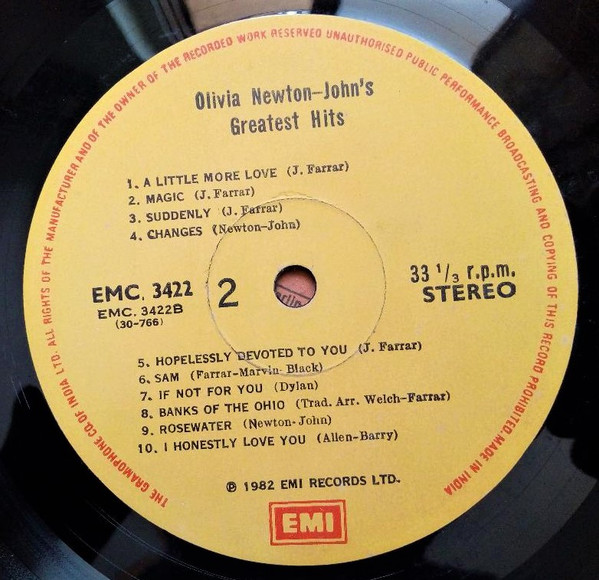 THE GRAMOPHONE CO. OF INDIA LTD. ALL RIGHTS OF THE MANUFACTURER AND OF THE OWNER OF THE RECORDED WORK RESERVED UNAUTHORISED PUBLIC PERFORMANCE BROADCASTING AND COPYING OF THIS RECORD PROHIBITED. MADE IN INDIA
Olivia Newton–John's
Greatest Hits
1. A LITTLE MORE LOVE (J. Farrar)
2. MAGIC (J. Farrar)
3. SUDDENLY (J. Farrar)
4. CHANGES (Newton-John)
EMC. 3422 2 33 1/3 r.p.m.
EMC. 3422B STEREO
(30-766)
5. HOPELESSLY DEVOTED TO YOU (J. Farrar)
6. SAM (Farrar-Marvin- Black)
7. IF NOT FOR YOU (Dylan)
8. BANKS OF THE OHIO (Trad. Arr. Welch-Farrar)
9. ROSEWATER (Newton-John)
10. I HONESTLY LOVE YOU (Allen-Barry)
℗ 1982 EMI RECORDS LTD.
EMI